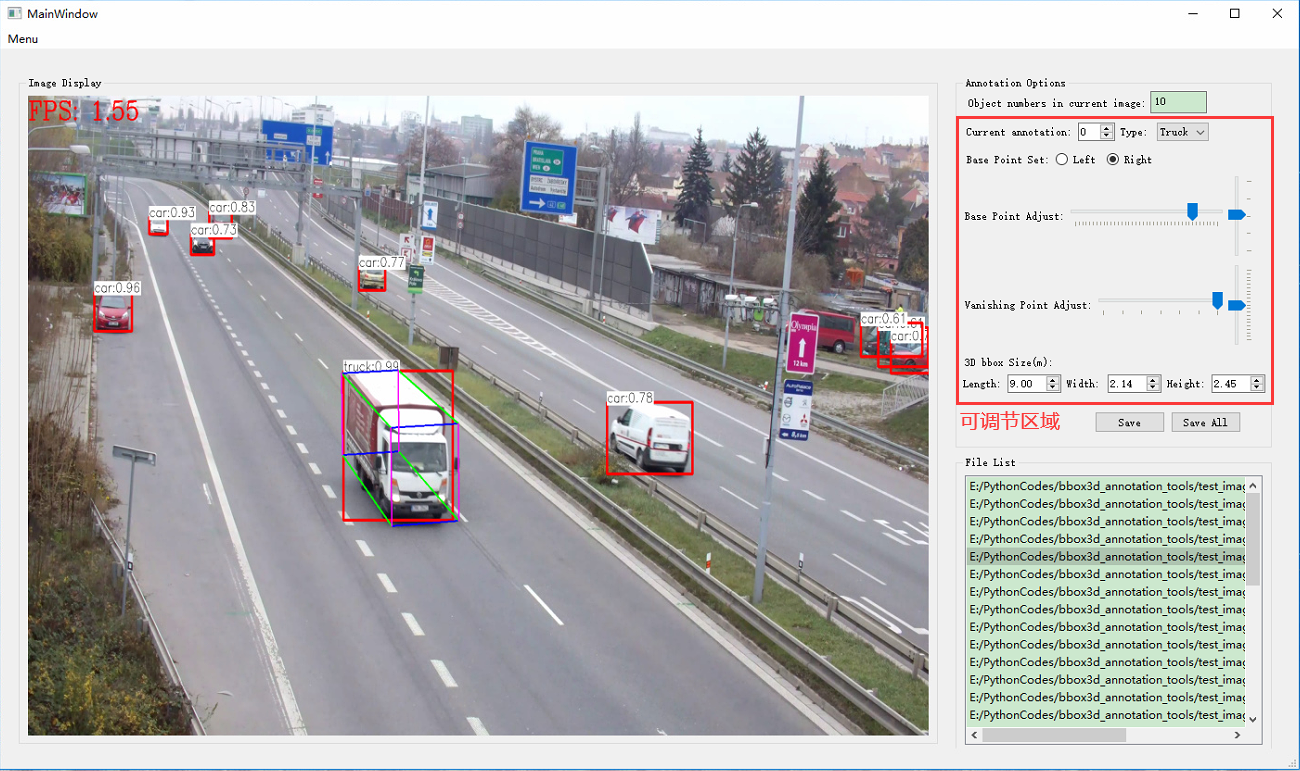 MainWindow
Menu
Image Display
FPS: 1.55
car:0.93
car:0.83
car:0.73
car:0.77
car:0.96
car:0.61
truck:0.99
car:0.78
Olympia
12 km
Annotation Options
Object numbers in current image: 10
Current annotation: 0 Type: Truck
Base Point Set: Left Right
Base Point Adjust:
Vanishing Point Adjust:
3D bbox Size(m):
Length: 9.00 Width: 2.14 Height: 2.45
可调节区域
Save Save All
File List
E:/PythonCodes/bbox3d_annotation_tools/test_imag
E:/PythonCodes/bbox3d_annotation_tools/test_imag
E:/PythonCodes/bbox3d_annotation_tools/test_imag
E:/PythonCodes/bbox3d_annotation_tools/test_imag
E:/PythonCodes/bbox3d_annotation_tools/test_imag
E:/PythonCodes/bbox3d_annotation_tools/test_imag
E:/PythonCodes/bbox3d_annotation_tools/test_imag
E:/PythonCodes/bbox3d_annotation_tools/test_imag
E:/PythonCodes/bbox3d_annotation_tools/test_imag
E:/PythonCodes/bbox3d_annotation_tools/test_imag
E:/PythonCodes/bbox3d_annotation_tools/test_imag
E:/PythonCodes/bbox3d_annotation_tools/test_imag
E:/PythonCodes/bbox3d_annotation_tools/test_imag
E:/PythonCodes/bbox3d_annotation_tools/test_imag